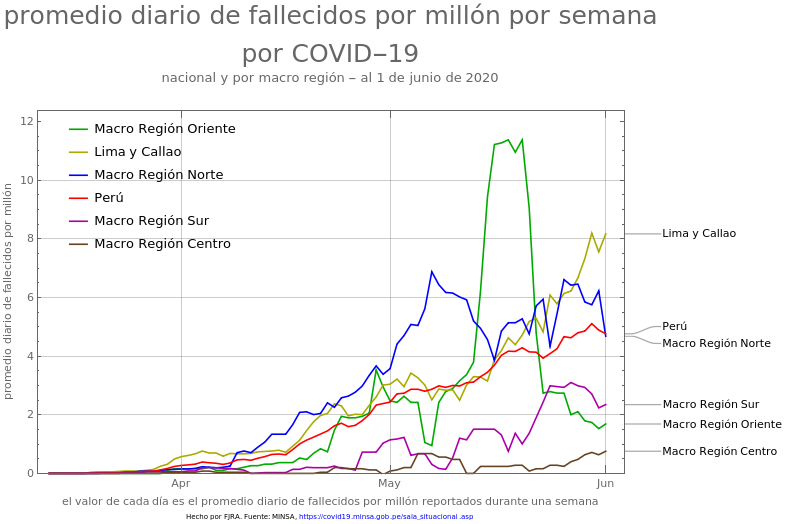 promedio diario de fallecidos por millón por semana
por COVID‒19
nacional y por macro región ‒ al 1 de junio de 2020
promedio diario de fallecidos por millón
12
10
8
6
4
2
0
Macro Región Oriente
Lima y Callao
Macro Región Norte
Perú
Macro Región Sur
Macro Región Centro
Lima y Callao
Perú
Macro Región Norte
Macro Región Sur
Macro Región Oriente
Macro Región Centro
Apr
May
Jun
el valor de cada día es el promedio diario de fallecidos por millón reportados durante una semana
Hecho por FJRA. Fuente: MINSA, https://covid19.minsa.gob.pe/sala_situacional .asp